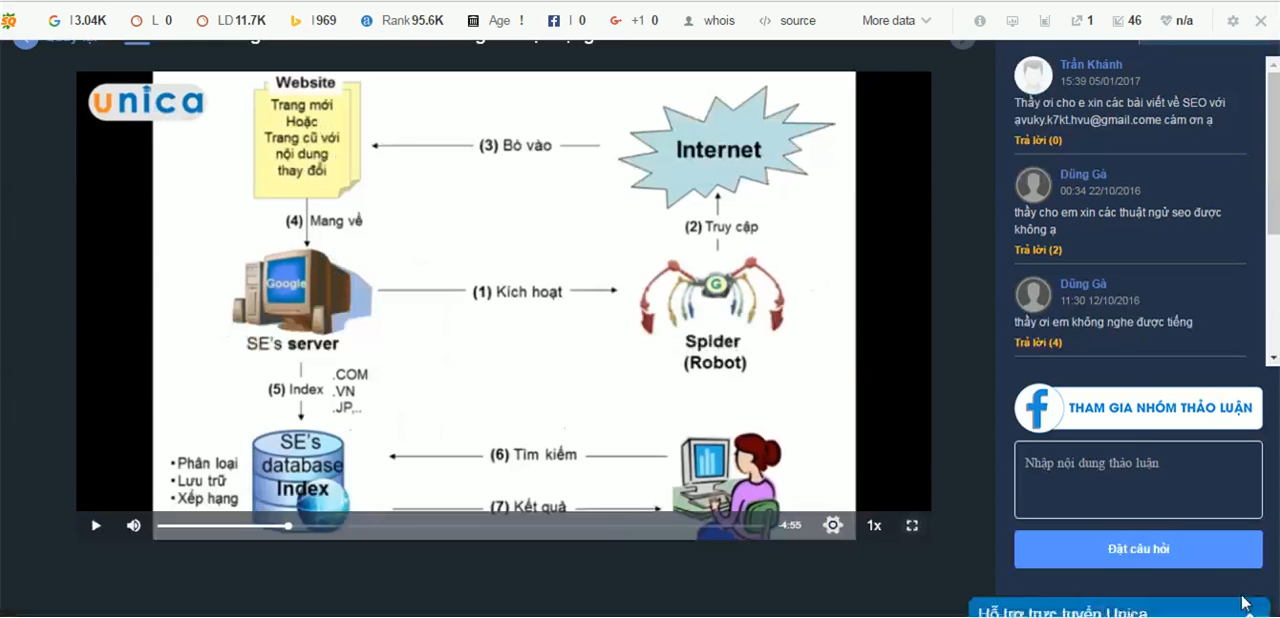 SQ I 3.04K L 0 LD 11.7K I 969 Rank 95.6K Age ! I 0 +1 0 whois source More data 1 46 n/a
unica
Website
Trang mới
Hoặc
Trang cũ với
nội dung
thay đổi
(3) Bò vào
Internet
(4) Mang về
(2) Truy cập
Google
(1) Kích hoạt
G
SE's server
Spider
(Robot)
(5) Index
.COM
.VN
.JP,..
SE's
database
Index
•Phân loại
•Lưu trữ
•Xếp hạng
(6) Tìm kiếm
(7) Kết quả
-4:55 1x
Trần Khánh
15:39 05/01/2017
Thầy ơi cho e xin các bài viết về SEO với
ạvuky.k7kt.hvu@gmail.come cám ơn ạ
Trả lời (0)
Dũng Gà
00:34 22/10/2016
thầy cho em xin các thuật ngử seo được
không ạ
Trả lời (2)
Dũng Gà
11:30 12/10/2016
thầy ơi em không nghe được tiếng
Trả lời (4)
THAM GIA NHÓM THẢO LUẬN
Nhập nội dung thảo luận
Đặt câu hỏi
Hỗ trợ trực tuyến Unica